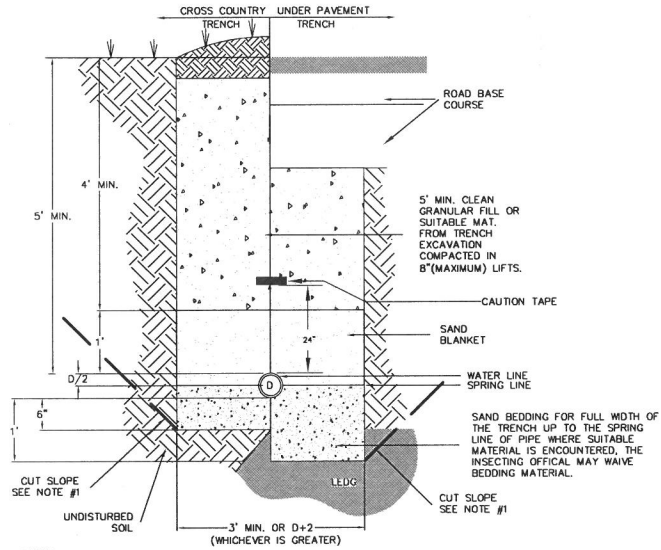 CROSS COUNTRY UNDER PAVEMENT
TRENCH TRENCH
ROAD BASE
COURSE
4' MIN.
5' MIN.
5' MIN. CLEAN
GRANULAR FILL OR
SUITABLE MAT.
FROM TRENCH
EXCAVATION
COMPACTED IN
8"(MAXIMUM) LIFTS.
CAUTION TAPE
1'
24"
SAND
BLANKET
D/2
D
WATER LINE
SPRING LINE
6"
1'
SAND BEDDING FOR FULL WIDTH OF
THE TRENCH UP TO THE SPRING
LINE OF PIPE WHERE SUITABLE
MATERIAL IS ENCOUNTERED, THE
INSECTING OFFICAL MAY WAIVE
BEDDING MATERIAL.
CUT SLOPE
SEE NOTE #1
LEDG
CUT SLOPE
SEE NOTE #1
UNDISTURBED
SOIL
3' MIN. OR D+2
(WHICHEVER IS GREATER)